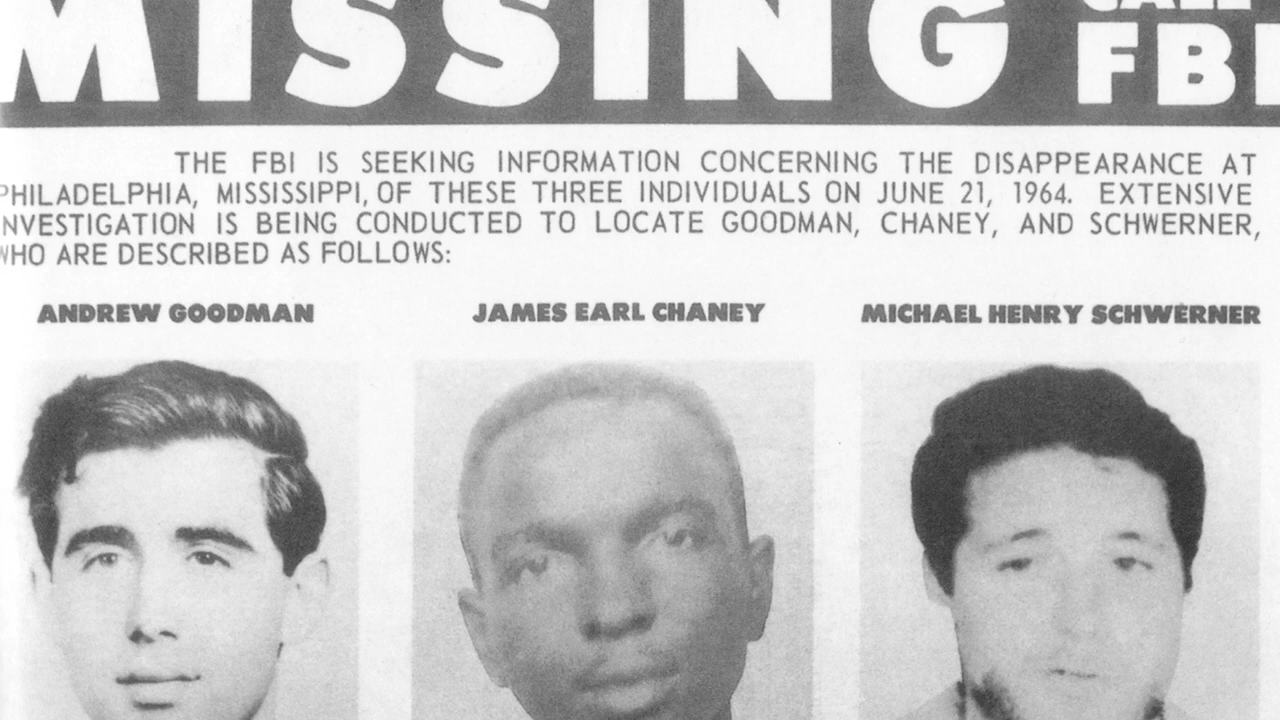 MISSING CALL
FBI
THE FBI IS SEEKING INFORMATION CONCERNING THE DISAPPEARANCE AT
PHILADELPHIA, MISSISSIPPI, OF THESE THREE INDIVIDUALS ON JUNE 21, 1964. EXTENSIVE
INVESTIGATION IS BEING CONDUCTED TO LOCATE GOODMAN, CHANEY, AND SCHWERNER,
WHO ARE DESCRIBED AS FOLLOWS:
ANDREW GOODMAN JAMES EARL CHANEY MICHAEL HENRY SCHWERNER